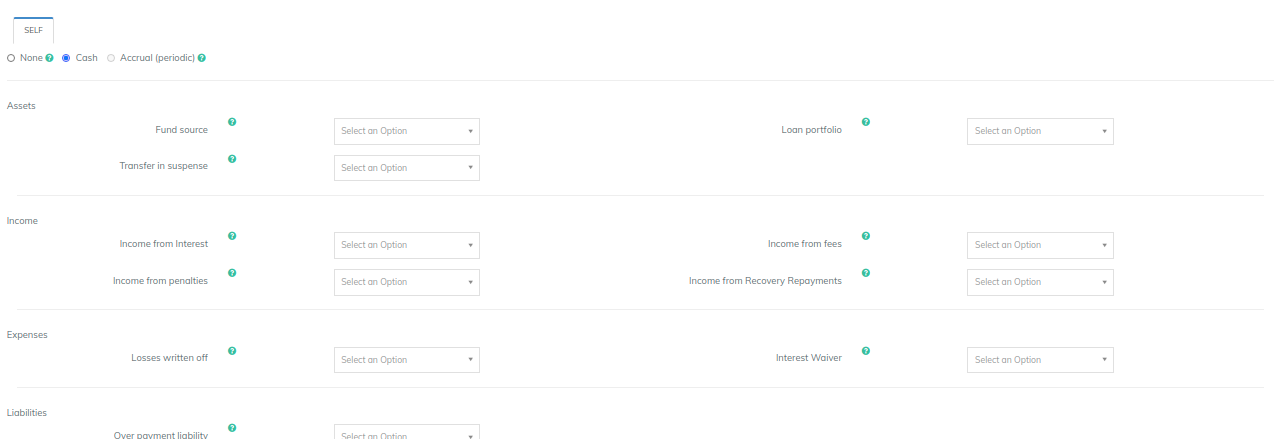 SELF
None ? Cash Accrual (periodic) ?
Assets
Fund source ? Select an Option Loan portfolio ? Select an Option
Transfer in suspense ? Select an Option
Income
Income from Interest ? Select an Option Income from fees ? Select an Option
Income from penalties ? Select an Option Income from Recovery Repayments ? Select an Option
Expenses
Losses written off ? Select an Option Interest Waiver ? Select an Option
Liabilities
Over payment liability ? Select an Option